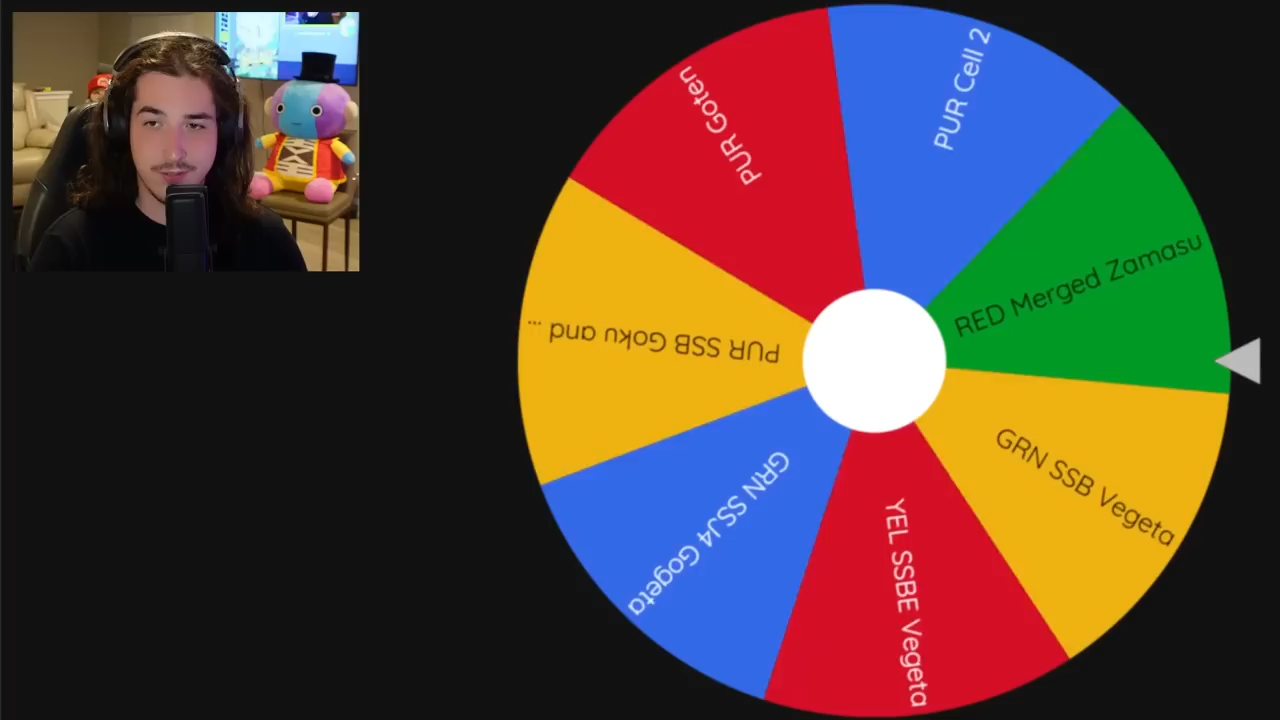 PUR Goten
PUR Cell 2
RED Merged Zamasu
PUR SSB Goku and ...
GRN SSB Vegeta
GRN SSJ4 Gogeta
YEL SSBE Vegeta